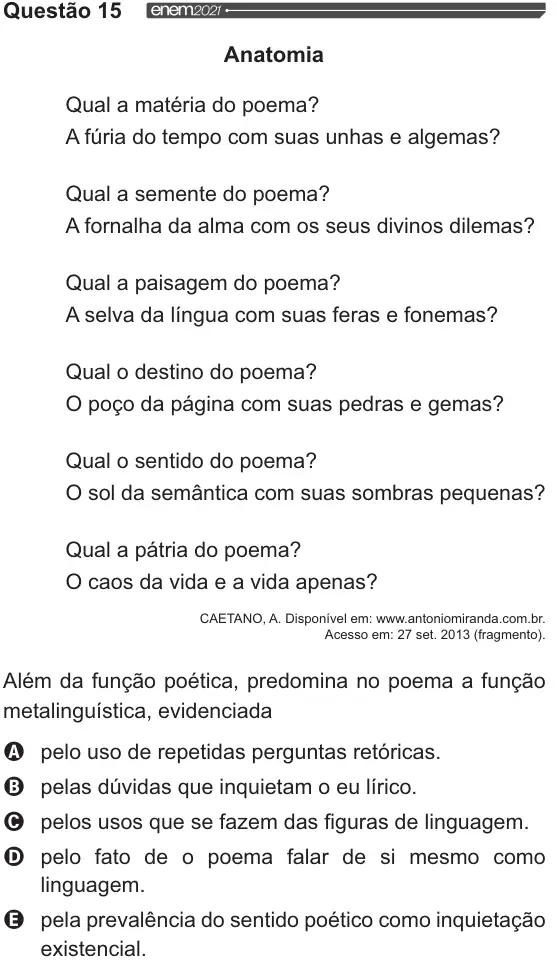 Questão 15 enem2021
Anatomia
Qual a matéria do poema?
A fúria do tempo com suas unhas e algemas?
Qual a semente do poema?
A fornalha da alma com os seus divinos dilemas?
Qual a paisagem do poema?
A selva da língua com suas feras e fonemas?
Qual o destino do poema?
O poço da página com suas pedras e gemas?
Qual o sentido do poema?
O sol da semântica com suas sombras pequenas?
Qual a pátria do poema?
O caos da vida e a vida apenas?
CAETANO, A. Disponível em: www.antoniomiranda.com.br.
Acesso em: 27 set. 2013 (fragmento).
Além da função poética, predomina no poema a função
metalinguística, evidenciada
A pelo uso de repetidas perguntas retóricas.
B pelas dúvidas que inquietam o eu lírico.
C pelos usos que se fazem das figuras de linguagem.
D pelo fato de o poema falar de si mesmo como
linguagem.
E pela prevalência do sentido poético como inquietação
existencial.